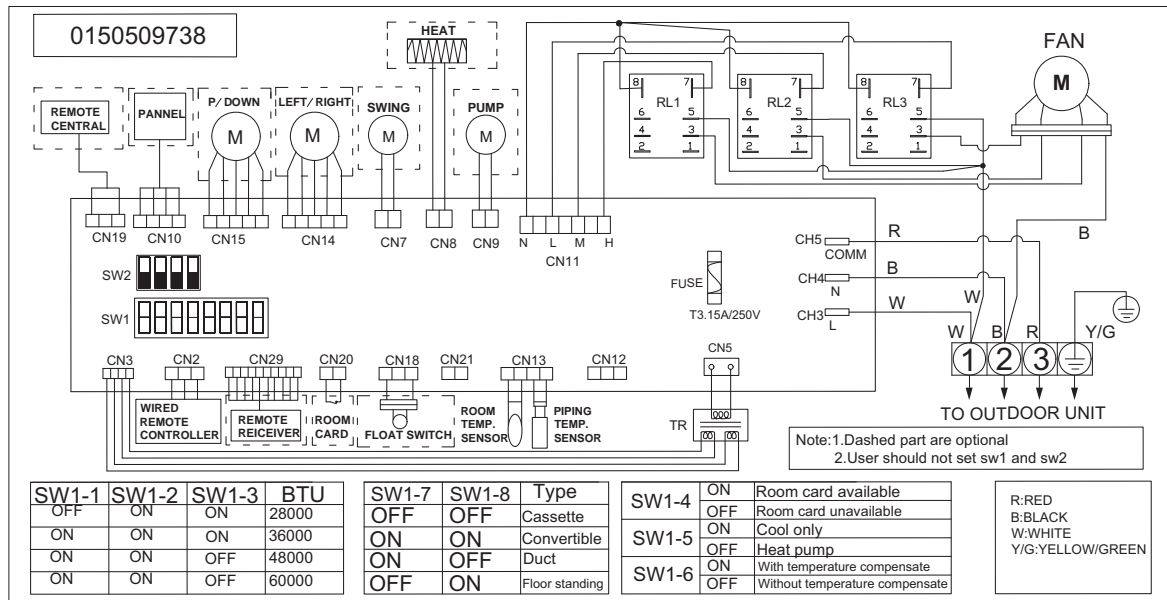 0150509738
HEAT
FAN
M
REMOTE
CENTRAL
PANNEL
P/ DOWN
M
LEFT/ RIGHT
M
SWING
M
PUMP
M
8 7
RL1
6 5
4 3
2 1
8 7
RL2
6 5
4 3
2 1
8 7
RL3
6 5
4 3
2 1
CN19
CN10
CN15
CN14
CN7
CN8
CN9
N L M H
CN11
SW2
SW1
FUSE
T3.15A/250V
CH5
COMM
R
CH4
N
B
CH3
L
W
W
B
W B R Y/G
1 2 3
TO OUTDOOR UNIT
CN3
CN2
CN29
CN20
CN18
CN21
CN13
CN12
CN5
WIRED
REMOTE
CONTROLLER
REMOTE
REICEIVER
ROOM
CARD
FLOAT SWITCH
ROOM
TEMP.
SENSOR
PIPING
TEMP.
SENSOR
TR
Note:1.Dashed part are optional
2.User should not set sw1 and sw2
SW1-1 SW1-2 SW1-3 BTU
OFF ON ON 28000
ON ON ON 36000
ON ON OFF 48000
ON ON OFF 60000
SW1-7 SW1-8 Type
OFF OFF Cassette
ON ON Convertible
ON OFF Duct
OFF ON Floor standing
SW1-4 ON Room card available
OFF Room card unavailable
SW1-5 ON Cool only
OFF Heat pump
SW1-6 ON With temperature compensate
OFF Without temperature compensate
R:RED
B:BLACK
W:WHITE
Y/G:YELLOW/GREEN